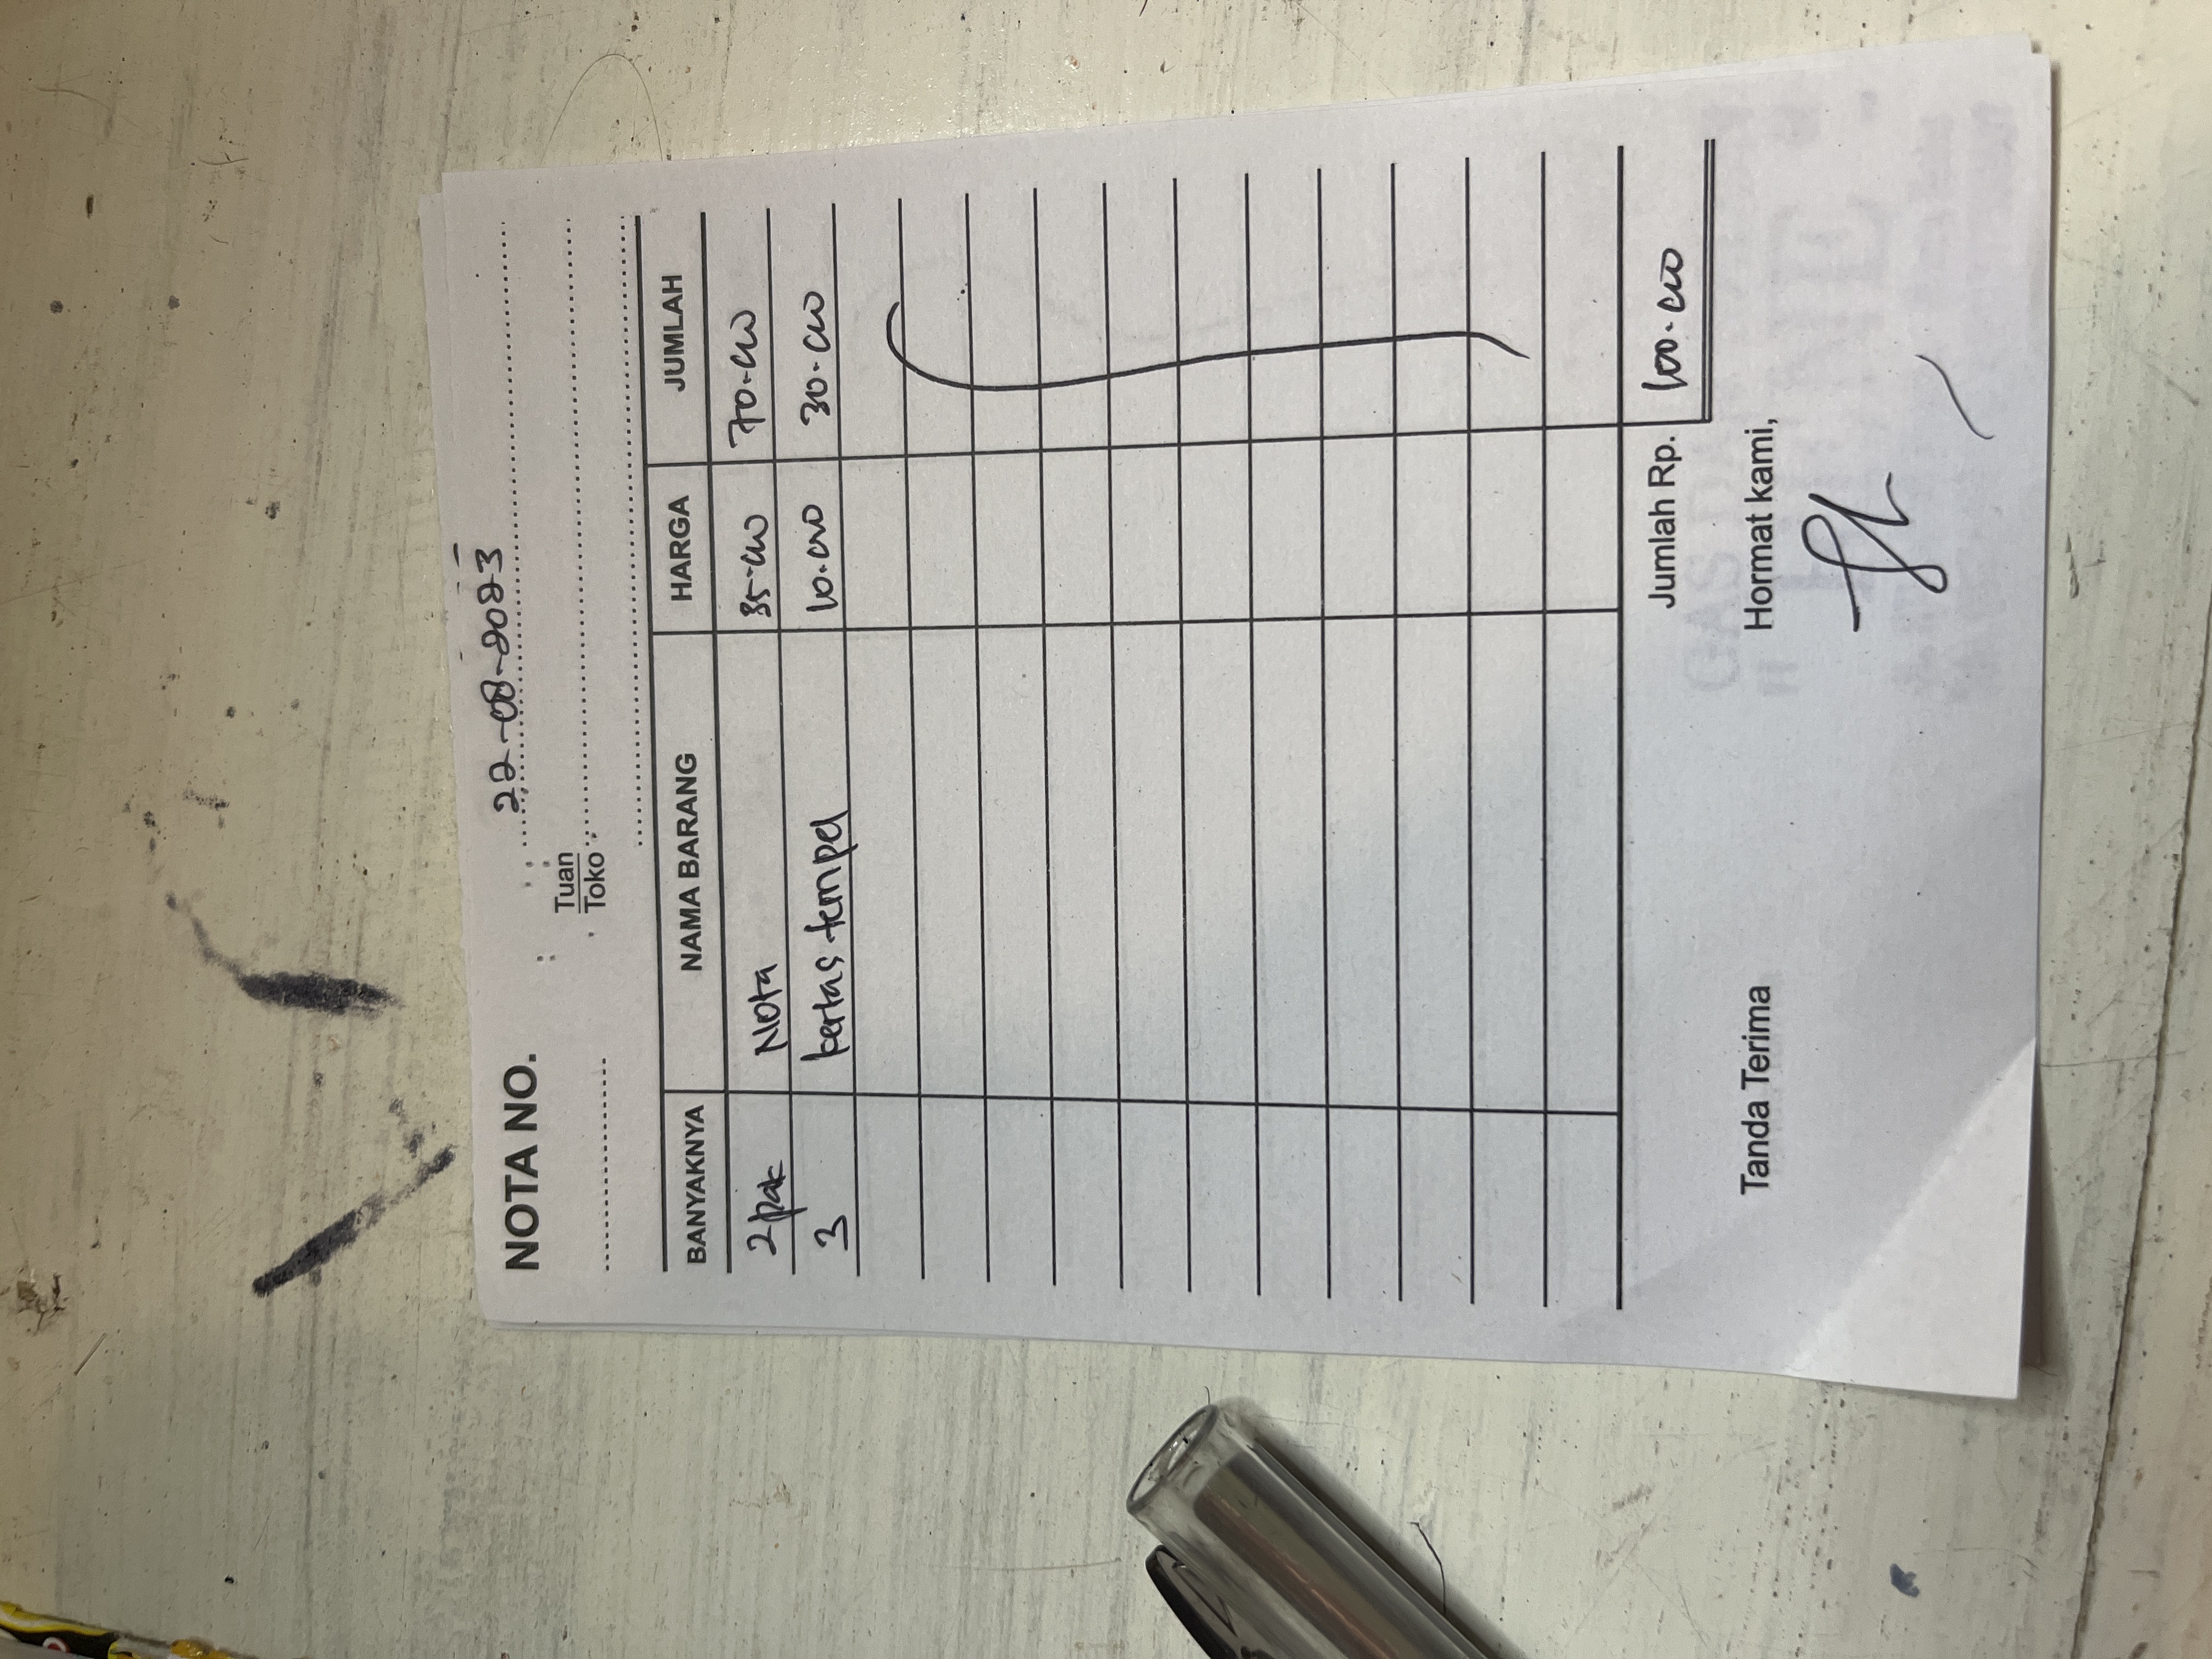 NOTA NO.
22-08-2023
Tuan
Toko
BANYAKNYA NAMA BARANG HARGA JUMLAH
2 pak Nota 35.000 70.000
3 kertas tempel 10.000 30.000
Jumlah Rp. 100.000
Tanda Terima Hormat kami,